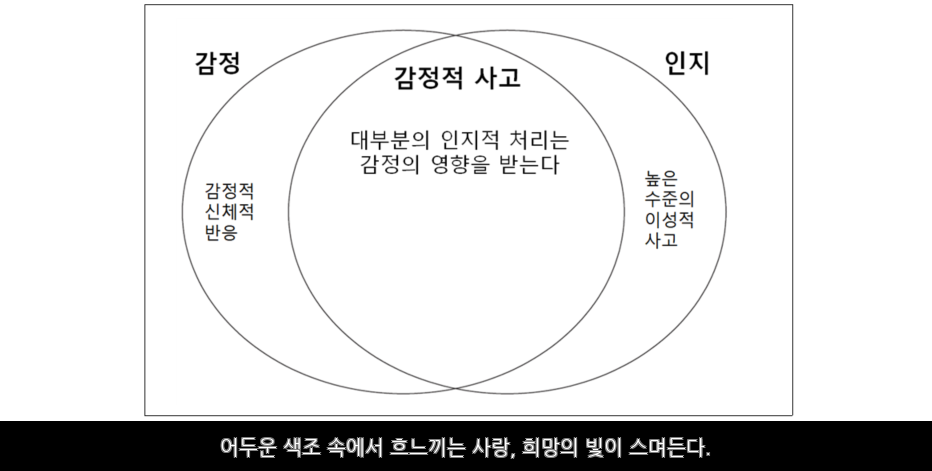 감정
인지
감정적 사고
대부분의 인지적 처리는
감정의 영향을 받는다
감정적
신체적
반응
높은
수준의
이성적
사고
어두운 색조 속에서 흐느끼는 사랑, 희망의 빛이 스며든다.